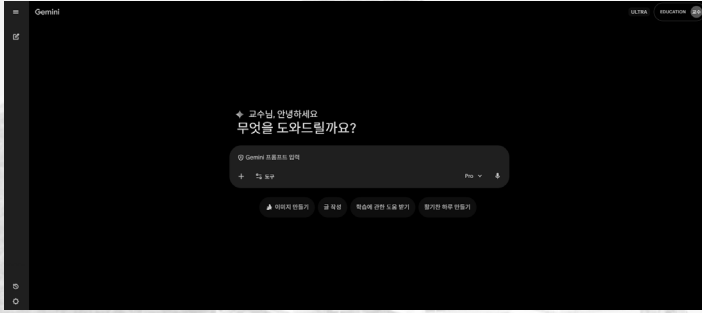 Gemini
ULTRA
EDUCATION 교수
교수님, 안녕하세요
무엇을 도와드릴까요?
Gemini 프롬프트 입력
도구
Pro
이미지 만들기
글 작성
학습에 관한 도움 받기
활기찬 하루 만들기